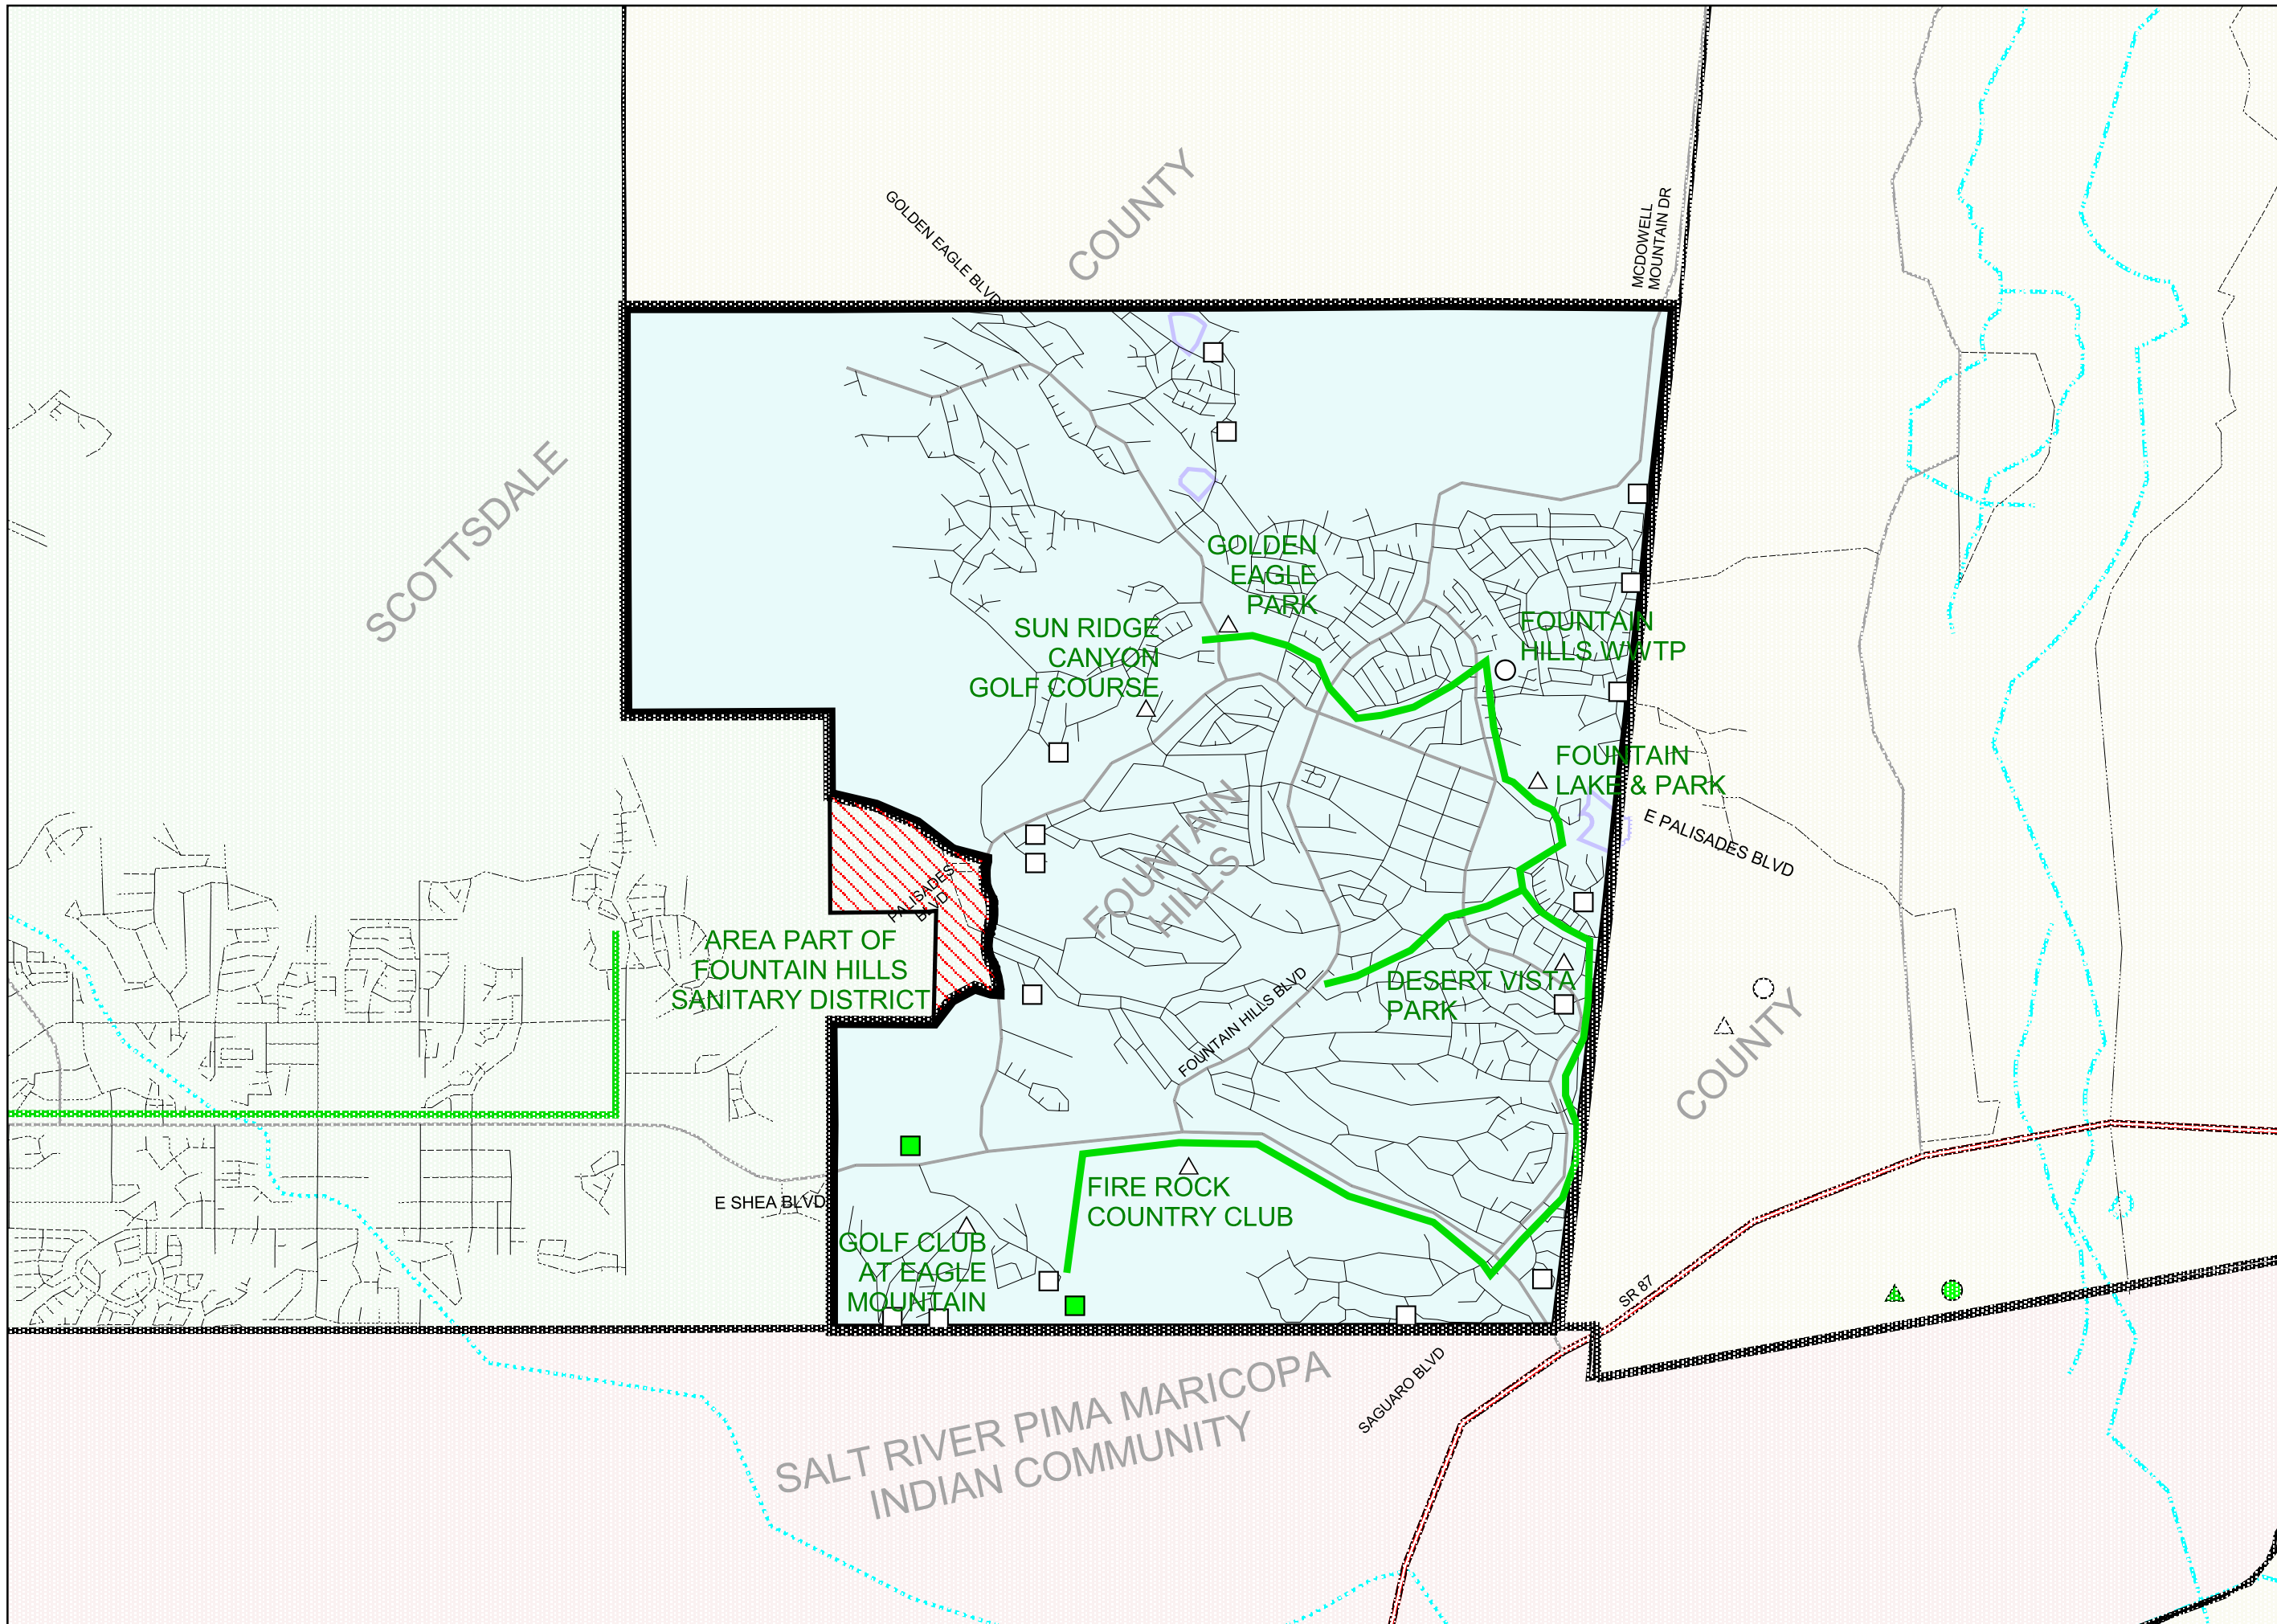 COUNTY
GOLDEN EAGLE BLVD
MCDOWELL
MOUNTAIN DR
SCOTTSDALE
GOLDEN
EAGLE
PARK
SUN RIDGE
CANYON
GOLF COURSE
FOUNTAIN
HILLS WWTP
FOUNTAIN
LAKE & PARK
E PALISADES BLVD
FOUNTAIN
HILLS
PALISADES
BLVD
AREA PART OF
FOUNTAIN HILLS
SANITARY DISTRICT
DESERT VISTA
PARK
FOUNTAIN HILLS BLVD
COUNTY
E SHEA BLVD
FIRE ROCK
COUNTRY CLUB
GOLF CLUB
AT EAGLE
MOUNTAIN
SR 87
SAGUARO BLVD
SALT RIVER PIMA MARICOPA
INDIAN COMMUNITY